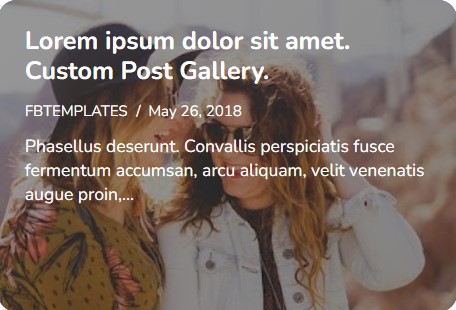 Lorem ipsum dolor sit amet.
Custom Post Gallery.
FBTEMPLATES / May 26, 2018
Phasellus deserunt. Convallis perspiciatis fusce
fermentum accumsan, arcu aliquam, velit venenatis
augue proin,...